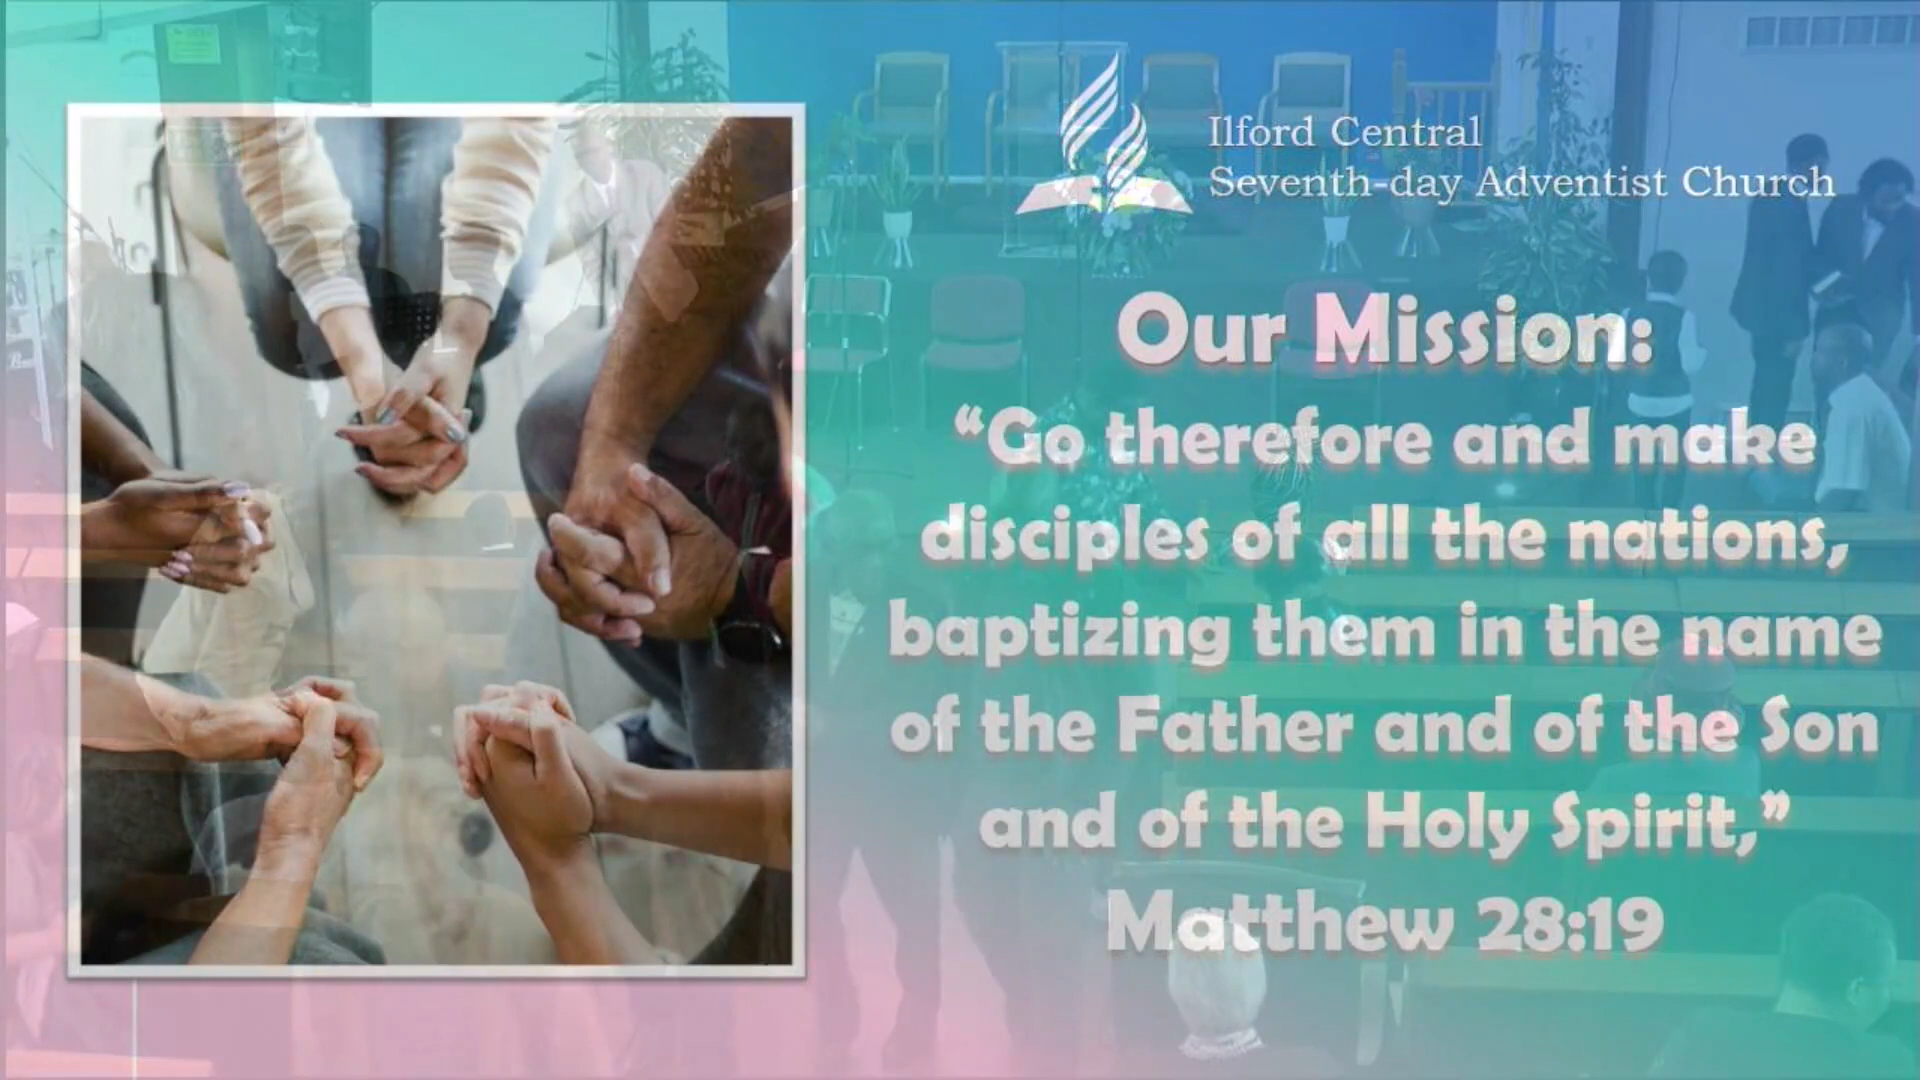 Ilford Central
Seventh-day Adventist Church
Our Mission:
“Go therefore and make
disciples of all the nations,
baptizing them in the name
of the Father and of the Son
and of the Holy Spirit,”
Matthew 28:19